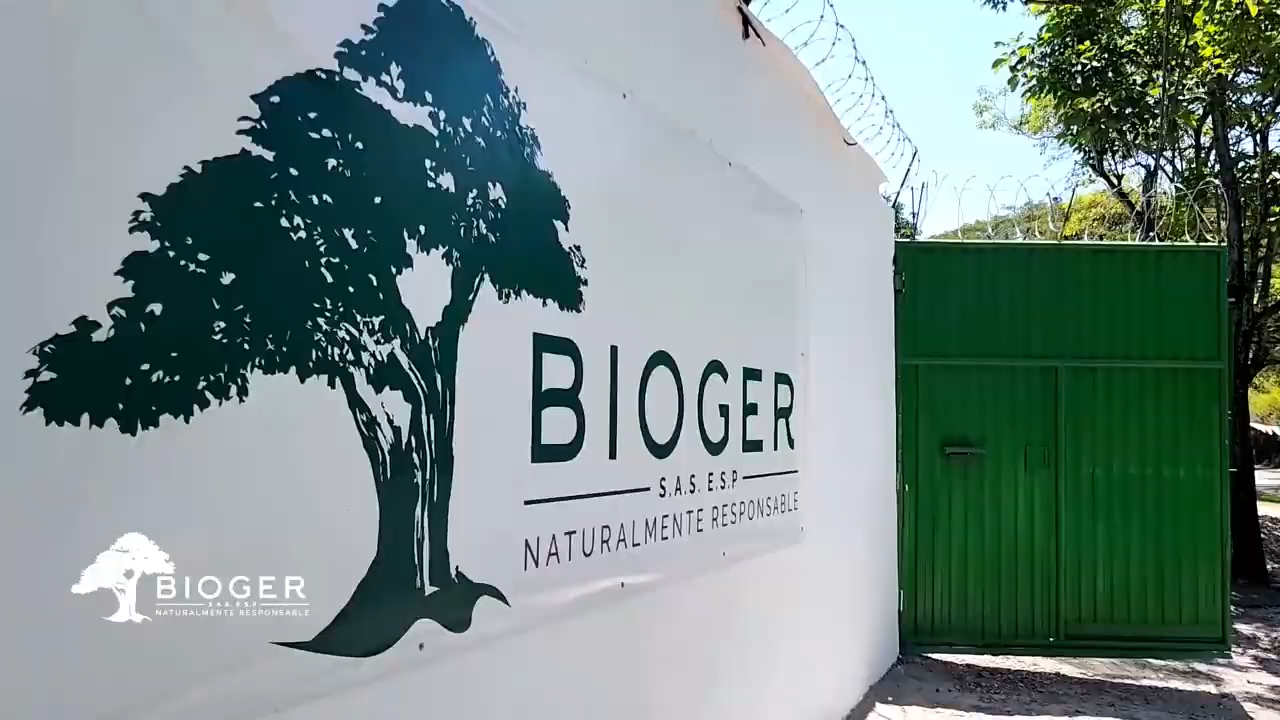 BIOGER
S.A.S. E.S.P
NATURALMENTE RESPONSABLE
BIOGER
S.A.S. E.S.P
NATURALMENTE RESPONSABLE